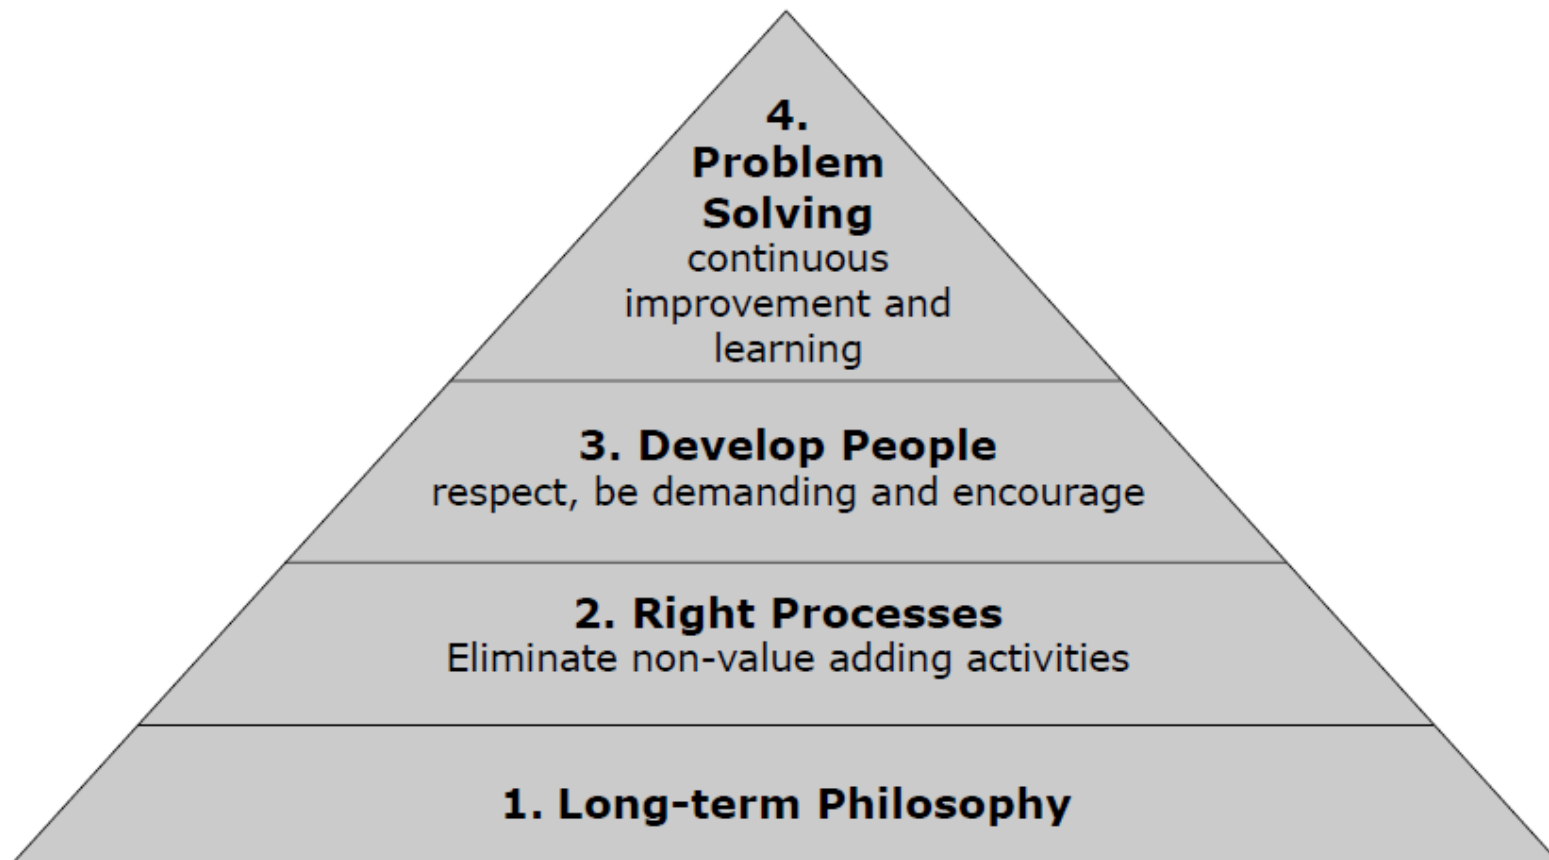 4.
Problem
Solving
continuous
improvement and
learning
3. Develop People
respect, be demanding and encourage
2. Right Processes
Eliminate non-value adding activities
1. Long-term Philosophy